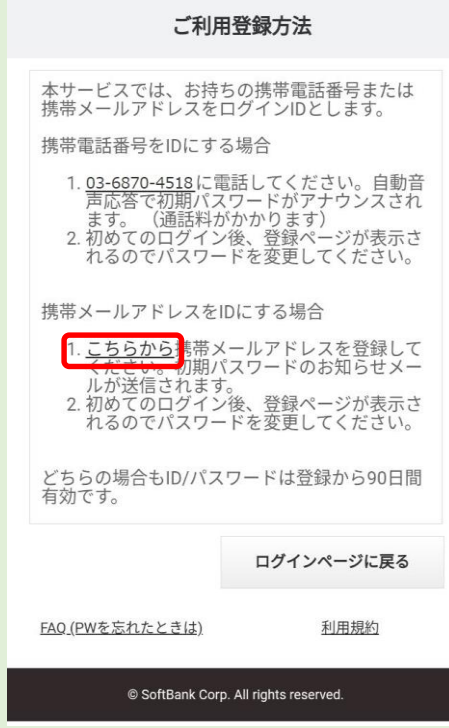 ご利用登録方法
本サービスでは、お持ちの携帯電話番号または
携帯メールアドレスをログインIDとします。
携帯電話番号をIDにする場合
1. 03-6870-4518に電話してください。自動音
声応答で初期パスワードがアナウンスされ
ます。 （通話料がかかります）
2. 初めてのログイン後、登録ページが表示さ
れるのでパスワードを変更してください。
携帯メールアドレスをIDにする場合
1. こちらから携帯メールアドレスを登録して
ください。初期パスワードのお知らせメー
ルが送信されます。
2. 初めてのログイン後、登録ページが表示さ
れるのでパスワードを変更してください。
どちらの場合もID/パスワードは登録から90日間
有効です。
ログインページに戻る
FAQ (PWを忘れたときは) 利用規約
© SoftBank Corp. All rights reserved.